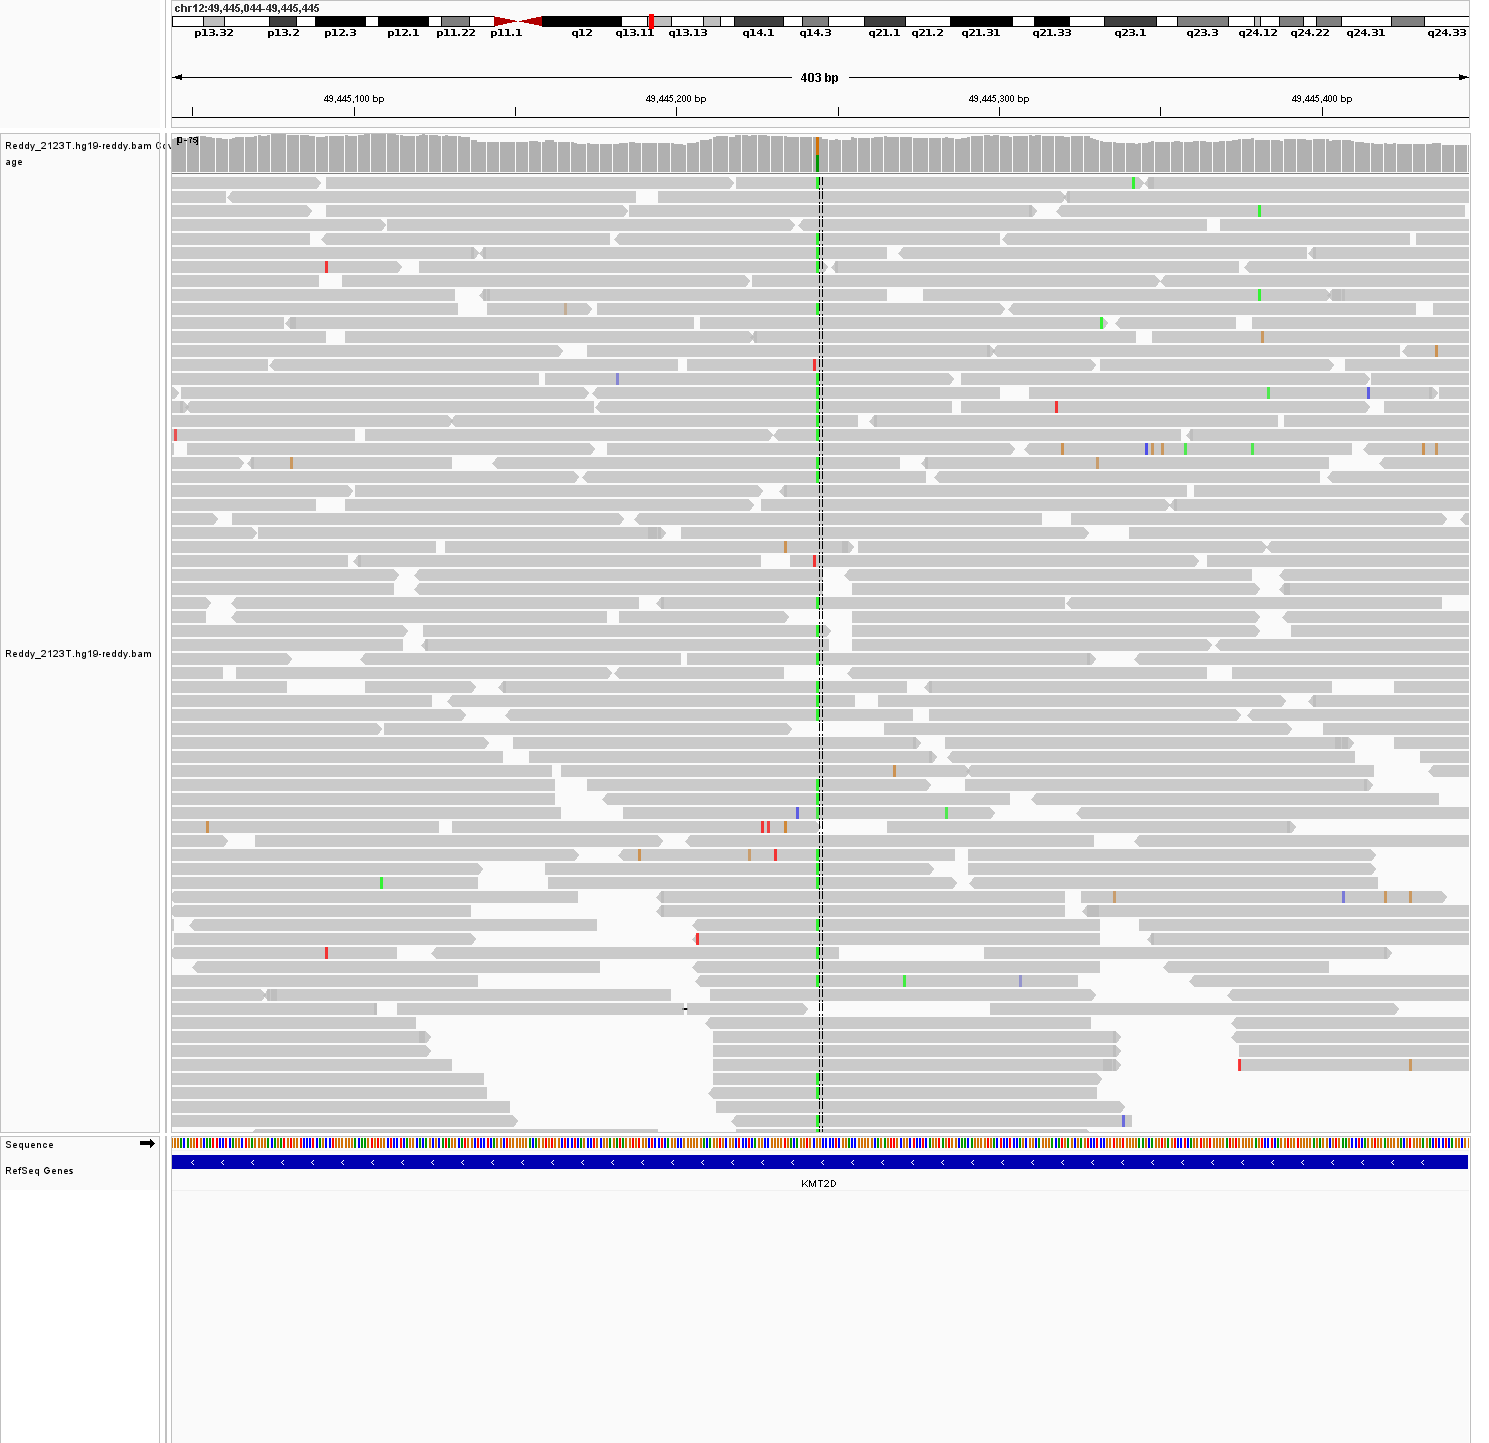 chr12:49,445,044-49,445,445
p13.32 p13.2 p12.3 p12.1 p11.22 p11.1 q12 q13.11 q13.13 q14.1 q14.3 q21.1 q21.2 q21.31 q21.33 q23.1 q23.3 q24.12 q24.22 q24.31 q24.33
403 bp
49,445,100 bp 49,445,200 bp 49,445,300 bp 49,445,400 bp
Reddy_2123T.hg19-reddy.bam Cov
age
Reddy_2123T.hg19-reddy.bam
Sequence
RefSeq Genes
KMT2D